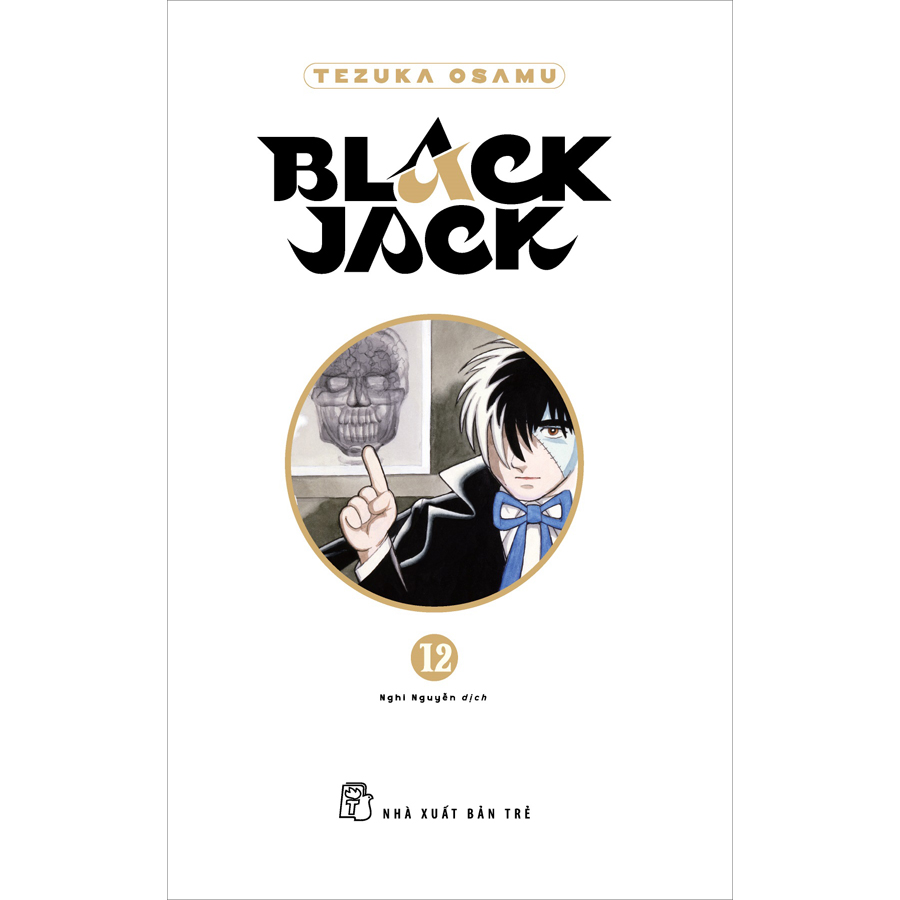 TEZUKA OSAMU
BLACK
JACK
12
Nghi Nguyễn dịch
T
NHÀ XUẤT BẢN TRẺ